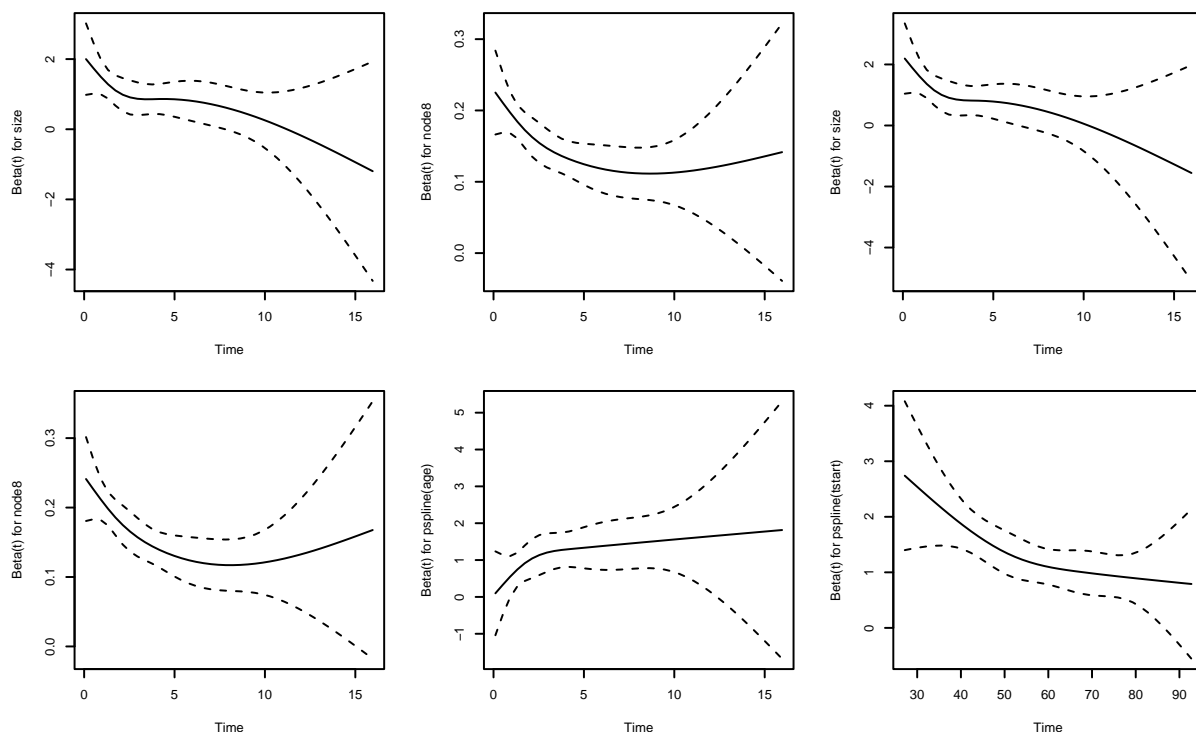 Beta(t) for size
2
0
−2
−4
0 5 10 15
Time
Beta(t) for node8
0.3
0.2
0.1
0.0
0 5 10 15
Time
Beta(t) for size
2
0
−2
−4
0 5 10 15
Time
Beta(t) for node8
0.3
0.2
0.1
0.0
0 5 10 15
Time
Beta(t) for pspline(age)
5
4
3
2
1
0
−1
0 5 10 15
Time
Beta(t) for pspline(tstart)
4
3
2
1
0
30 40 50 60 70 80 90
Time